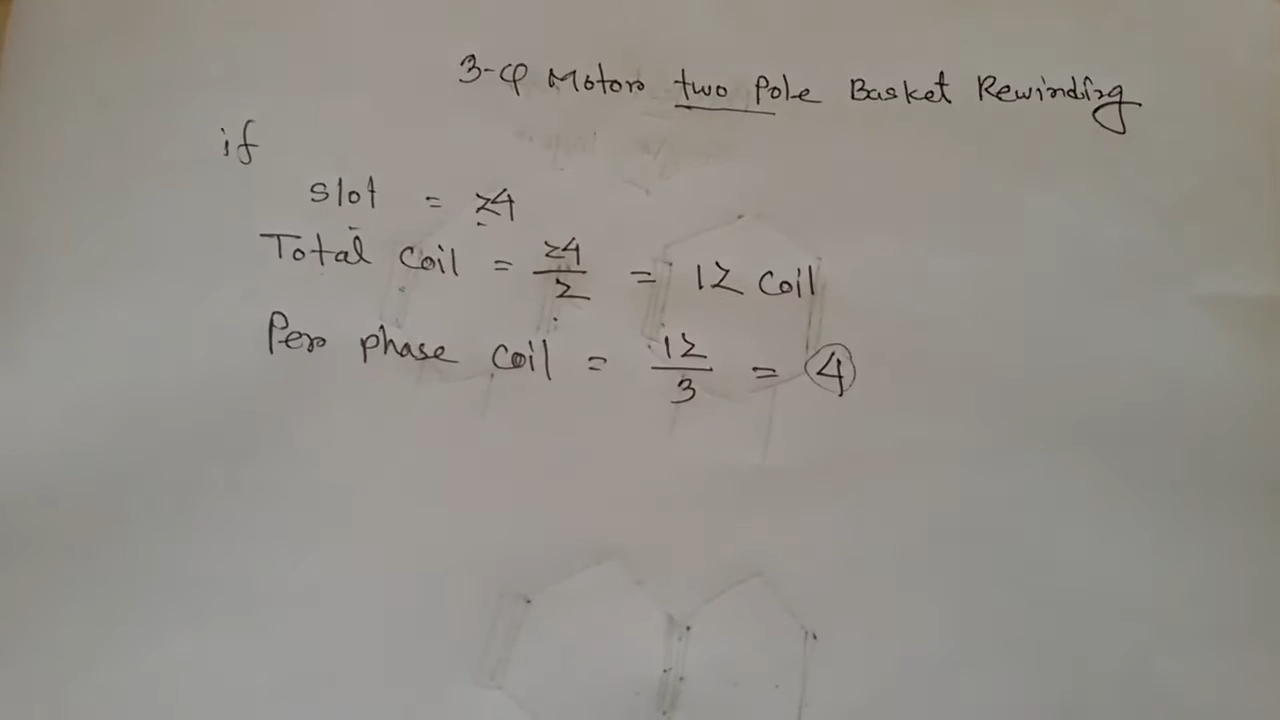 3-φ Motor two Pole Basket Rewinding
if
slot = 24
Total coil = 24/2 = 12 coil
Per phase coil = 12/3 = 4